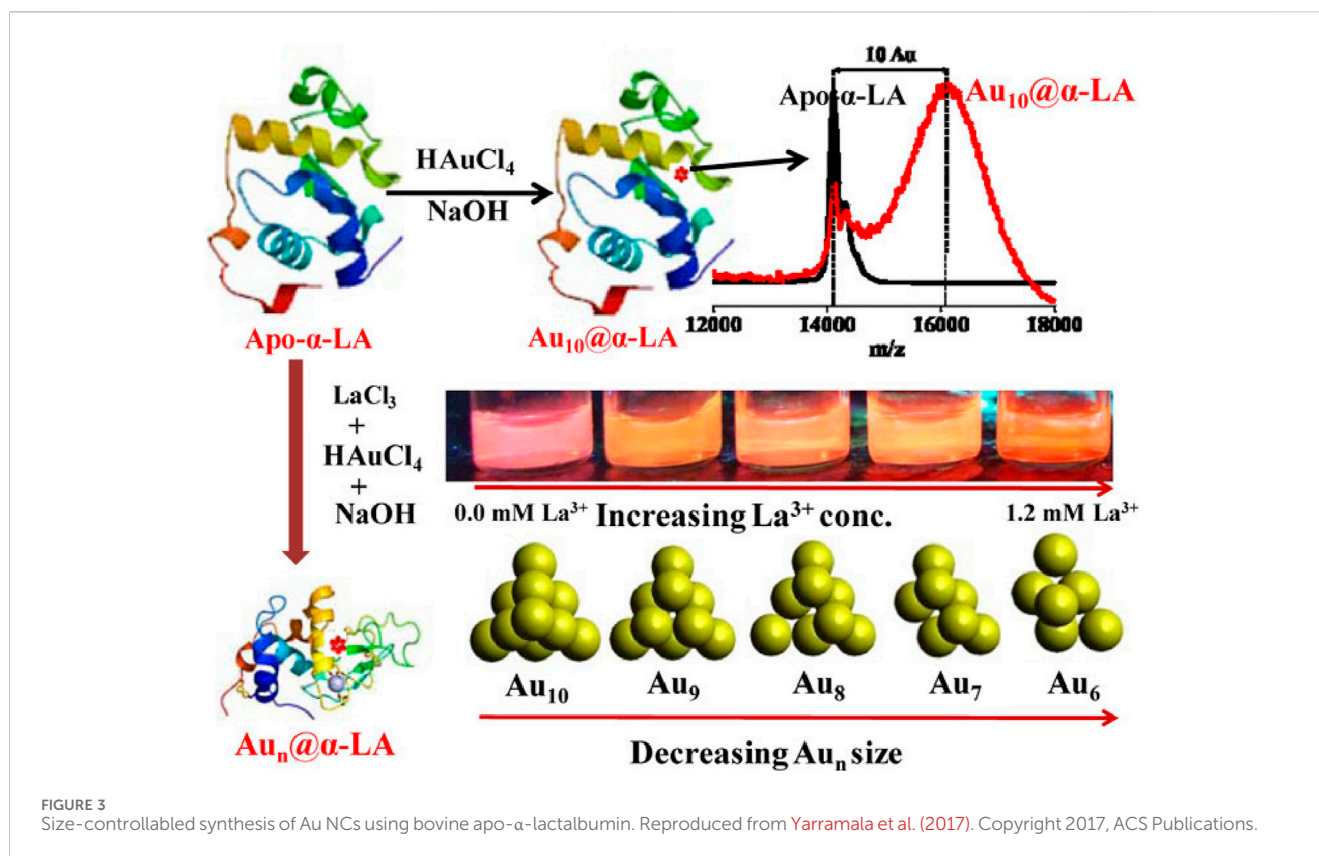 10 Au
Apo-α-LA
Au₁₀@α-LA
HAuCl₄
NaOH
12000 14000 16000 18000
m/z
Apo-α-LA
Au₁₀@α-LA
LaCl₃
+
HAuCl₄
+
NaOH
0.0 mM La³⁺ Increasing La³⁺ conc. 1.2 mM La³⁺
Au₁₀ Au₉ Au₈ Au₇ Au₆
Auₙ@α-LA
Decreasing Auₙ size
FIGURE 3
Size-controllabled synthesis of Au NCs using bovine apo-α-lactalbumin. Reproduced from Yarramala et al. (2017). Copyright 2017, ACS Publications.